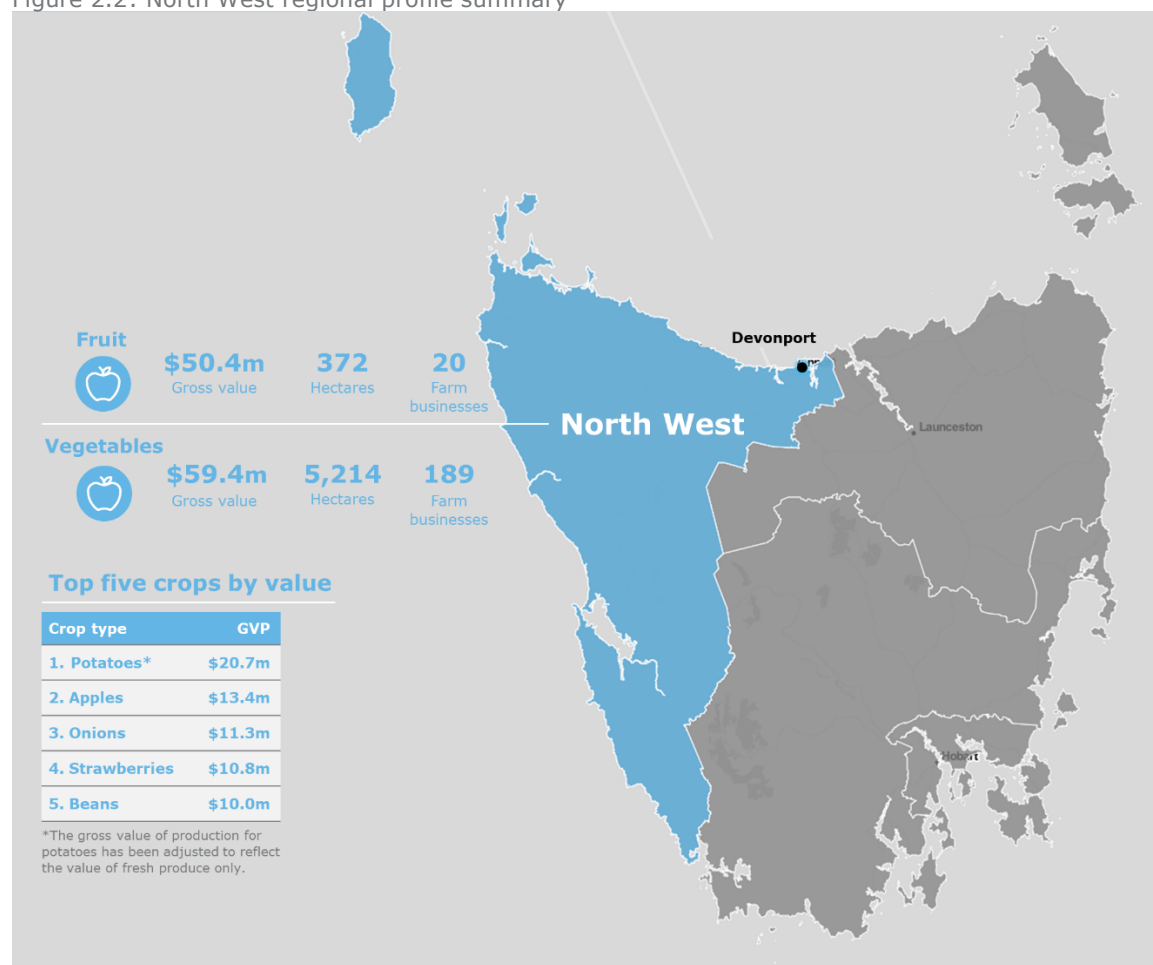 Figure 2.2: North West regional profile summary
Devonport
Fruit
$50.4m
372
20
Gross value
Hectares
Farm
businesses
North West
Launceston
Vegetables
$59.4m
5,214
189
Gross value
Hectares
Farm
businesses
Top five crops by value
Crop type GVP
1. Potatoes* $20.7m
2. Apples $13.4m
3. Onions $11.3m
4. Strawberries $10.8m
5. Beans $10.0m
Hobart
*The gross value of production for
potatoes has been adjusted to reflect
the value of fresh produce only.